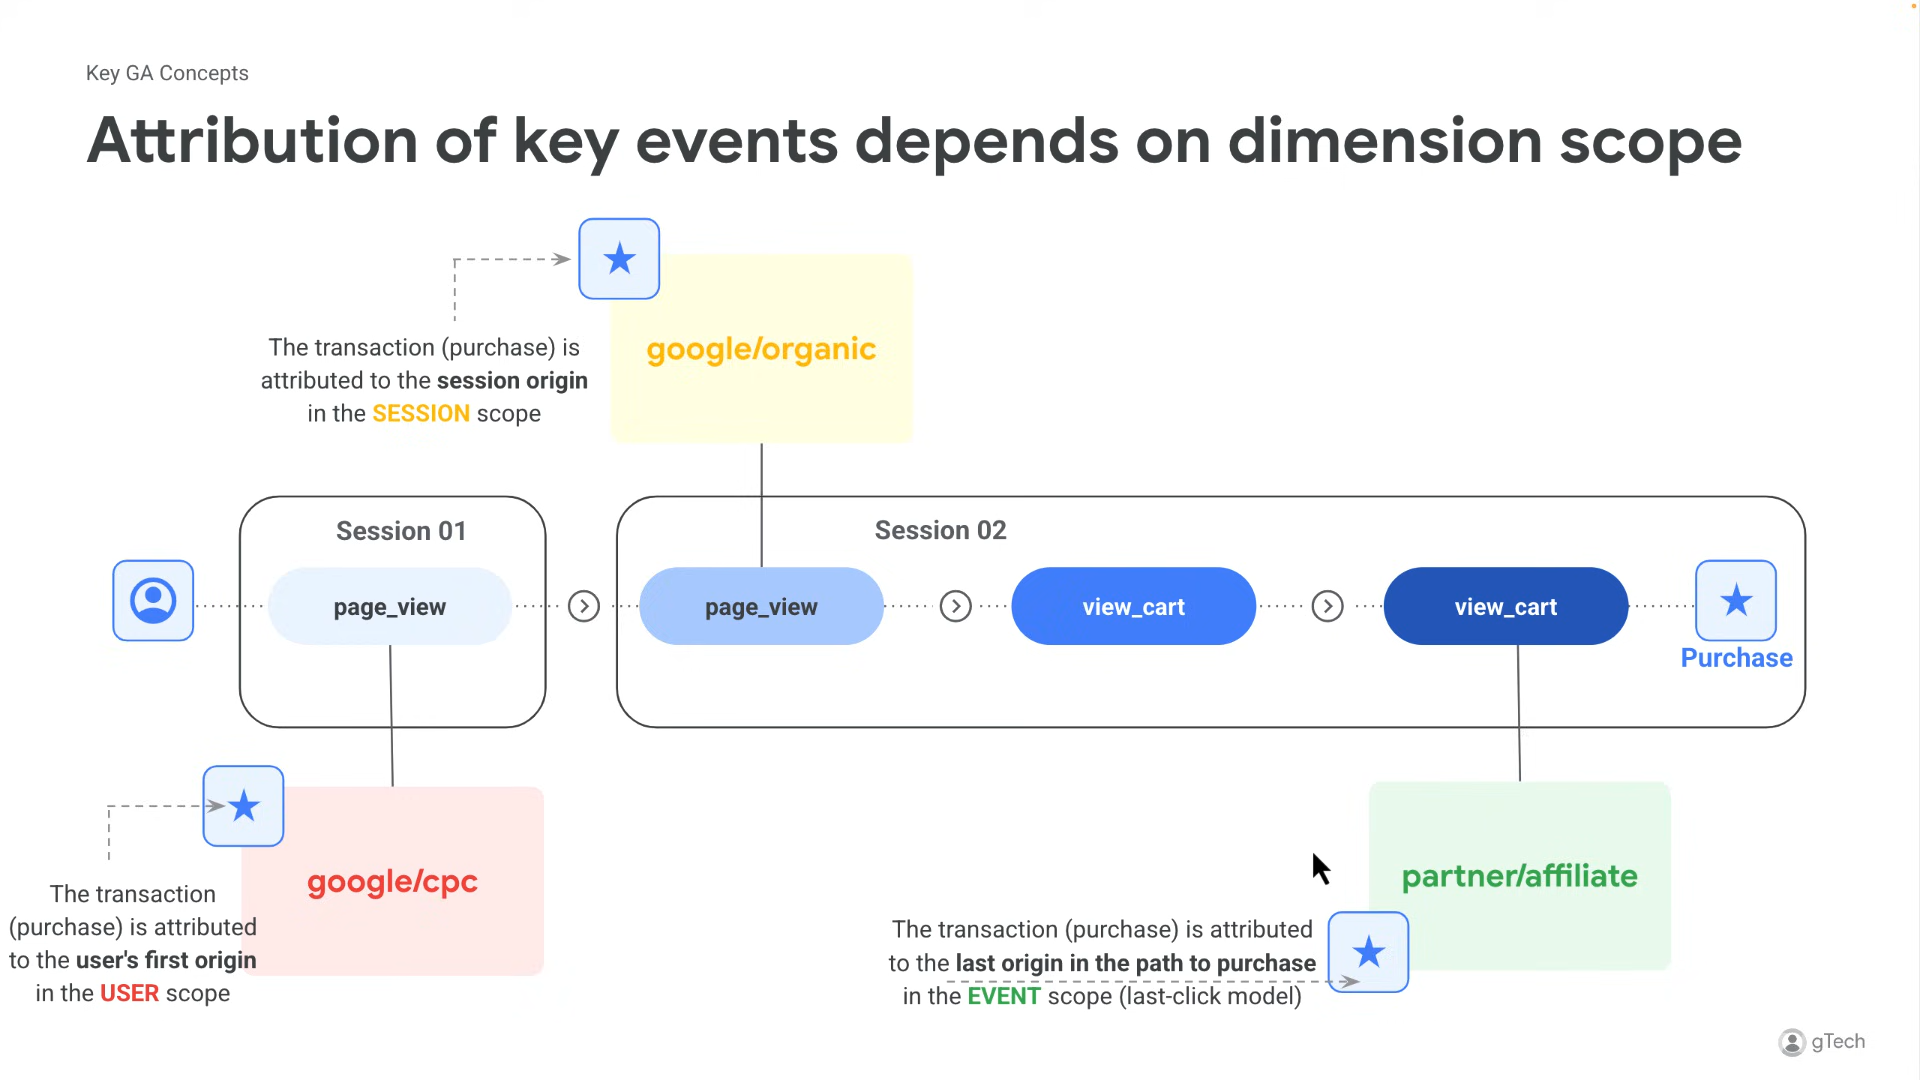 Key GA Concepts
Attribution of key events depends on dimension scope
The transaction (purchase) is
attributed to the session origin
in the SESSION scope
google/organic
Session 01
Session 02
page_view
page_view
view_cart
view_cart
Purchase
google/cpc
The transaction
(purchase) is attributed
to the user's first origin
in the USER scope
partner/affiliate
The transaction (purchase) is attributed
to the last origin in the path to purchase
in the EVENT scope (last-click model)
gTech